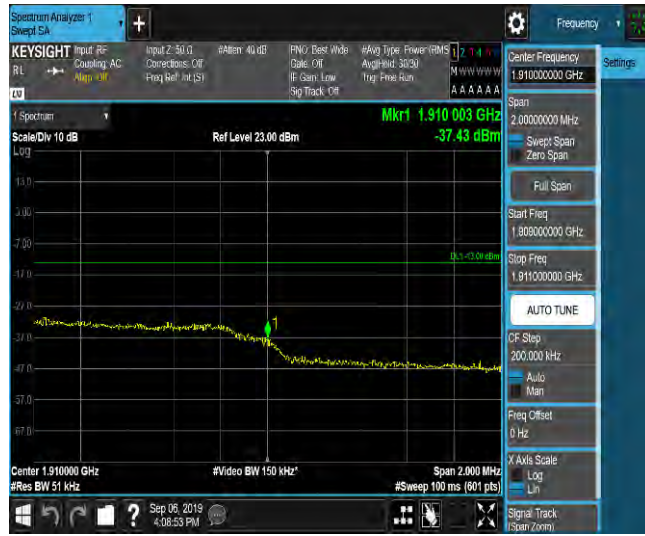 Spectrum Analyzer 1
Swept SA
+
Frequency
KEYSIGHT
RL
Input: RF
Coupling: AC
Align: Off
Input Z: 50 Ω
Corrections: Off
Freq Ref: Int (S)
#Atten: 40 dB
PNO: Best Wide
Gate: Off
IF Gain: Low
Sig Track: Off
#Avg Type: Power (RMS
Avg|Hold: 30/30
Trig: Free Run
M W W W W W
A A A A A A
1 Spectrum
Scale/Div 10 dB
Log
Ref Level 23.00 dBm
Mkr1 1.910 003 GHz
-37.43 dBm
13.0
3.00
-7.00
-17.0
-27.0
-37.0
-47.0
-57.0
-67.0
DL1 -13.00 dBm
1
Center 1.910000 GHz
#Res BW 51 kHz
#Video BW 150 kHz*
Span 2.000 MHz
#Sweep 100 ms (601 pts)
Sep 06, 2019
4:08:53 PM
?
Center Frequency
1.910000000 GHz
Settings
Span
2.00000000 MHz
Swept Span
Zero Span
Full Span
Start Freq
1.909000000 GHz
Stop Freq
1.911000000 GHz
AUTO TUNE
CF Step
200.000 kHz
Auto
Man
Freq Offset
0 Hz
X Axis Scale
Log
Lin
Signal Track
(Span Zoom)